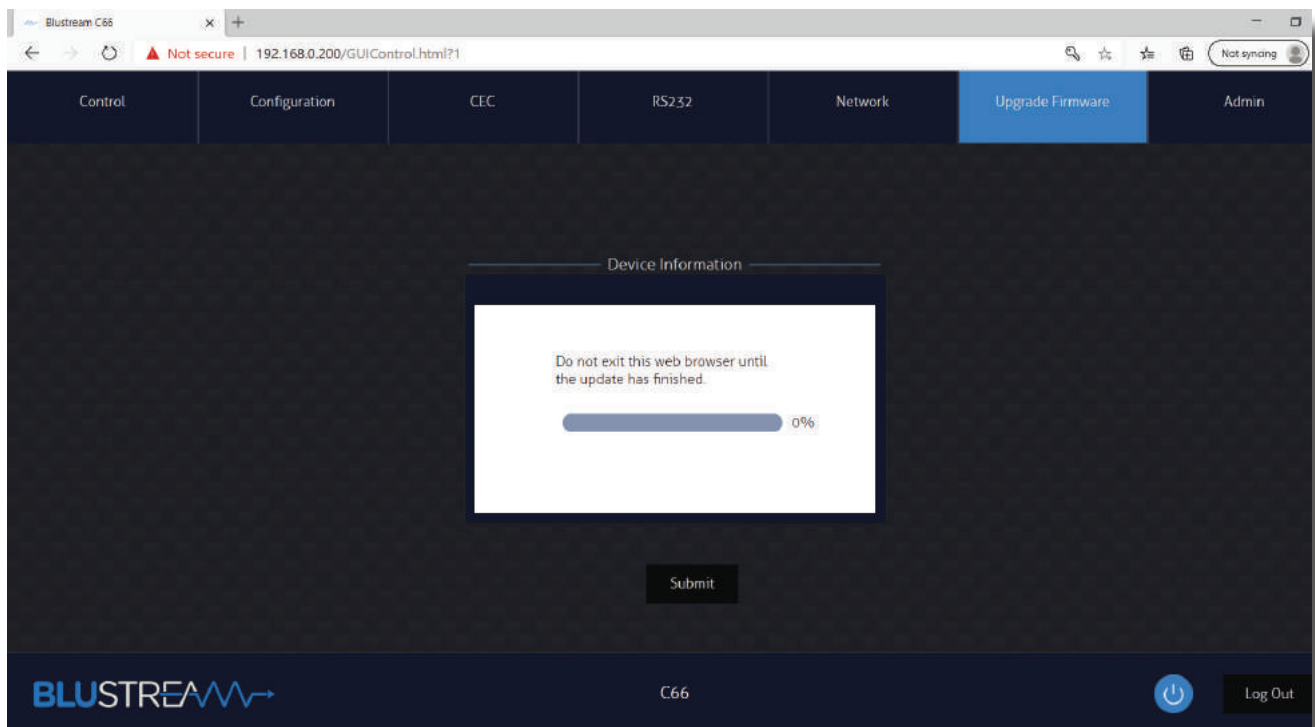 Blustream C66
Not secure | 192.168.0.200/GUIControl.html?1
Not syncing
Control Configuration CEC RS232 Network Upgrade Firmware Admin
Device Information
Do not exit this web browser until
the update has finished.
0%
Submit
BLUSTREAM
C66
Log Out